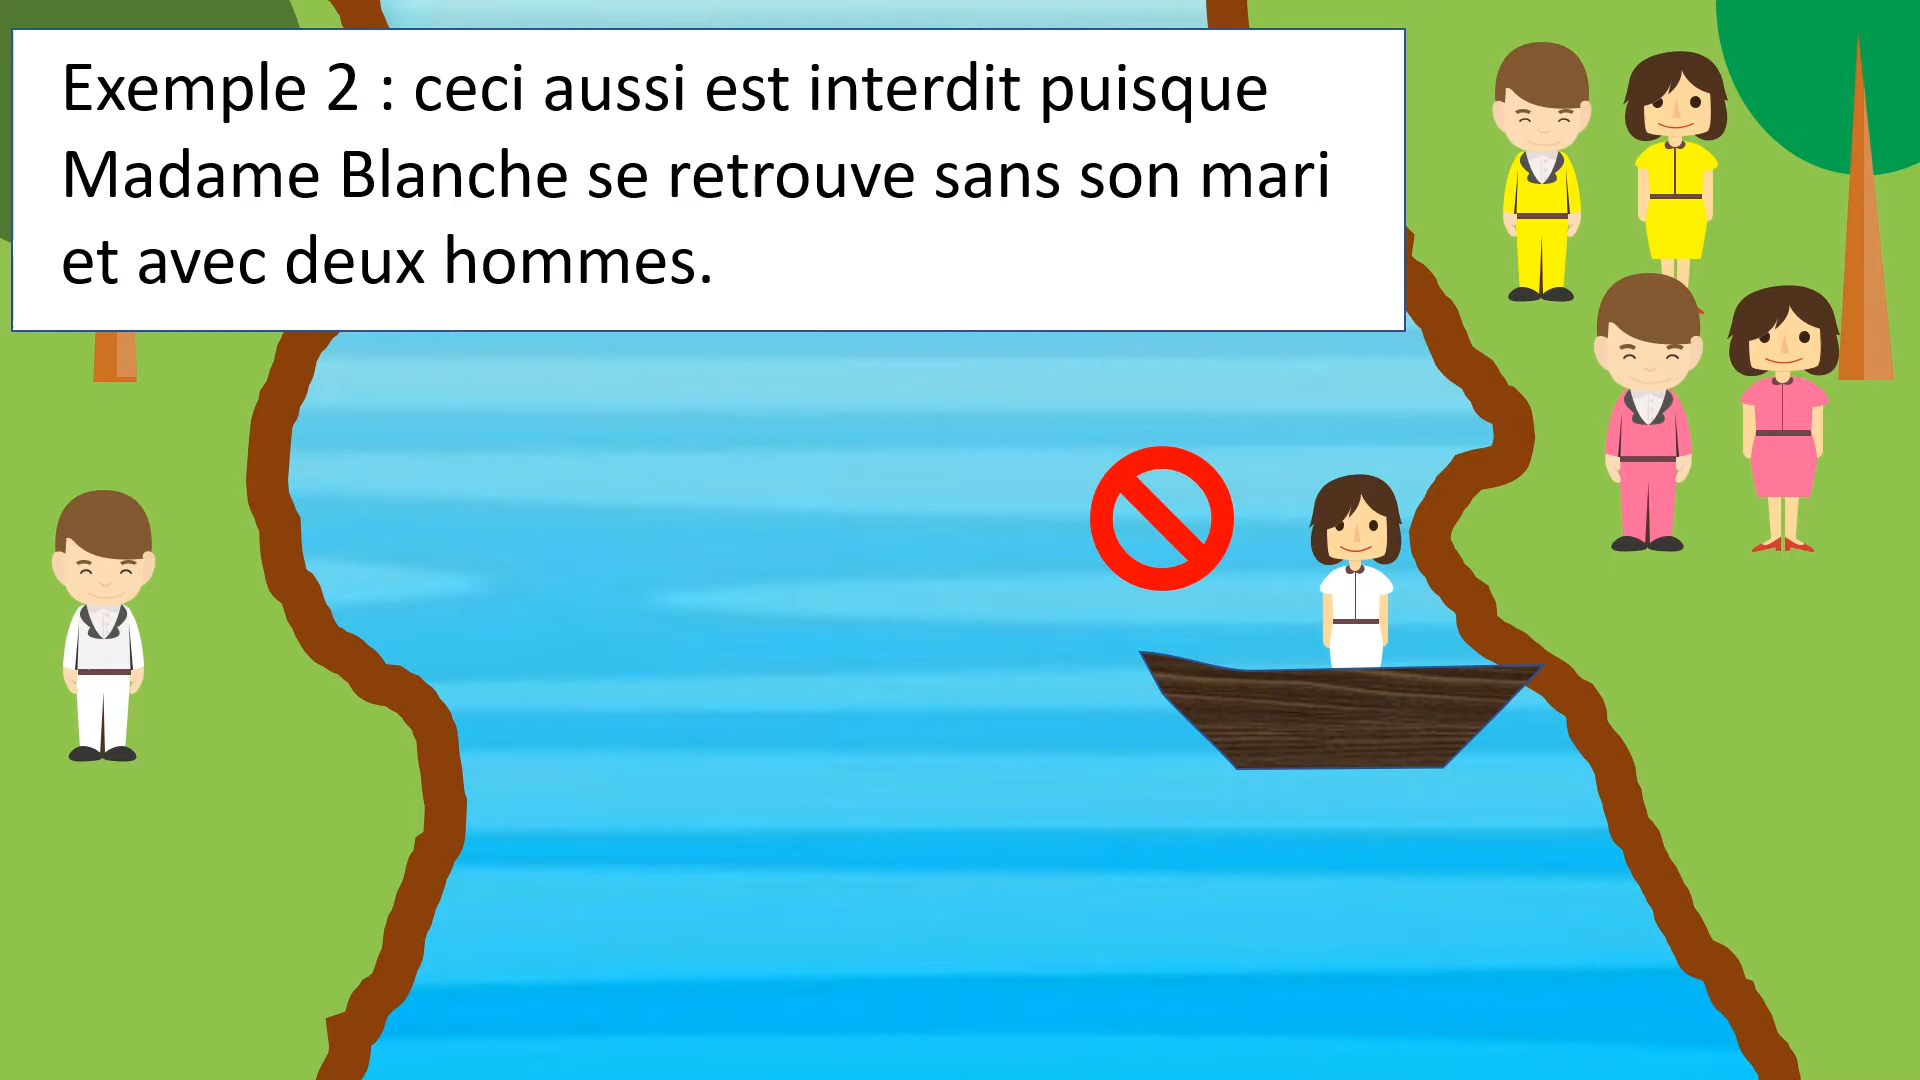 Exemple 2 : ceci aussi est interdit puisque
Madame Blanche se retrouve sans son mari
et avec deux hommes.